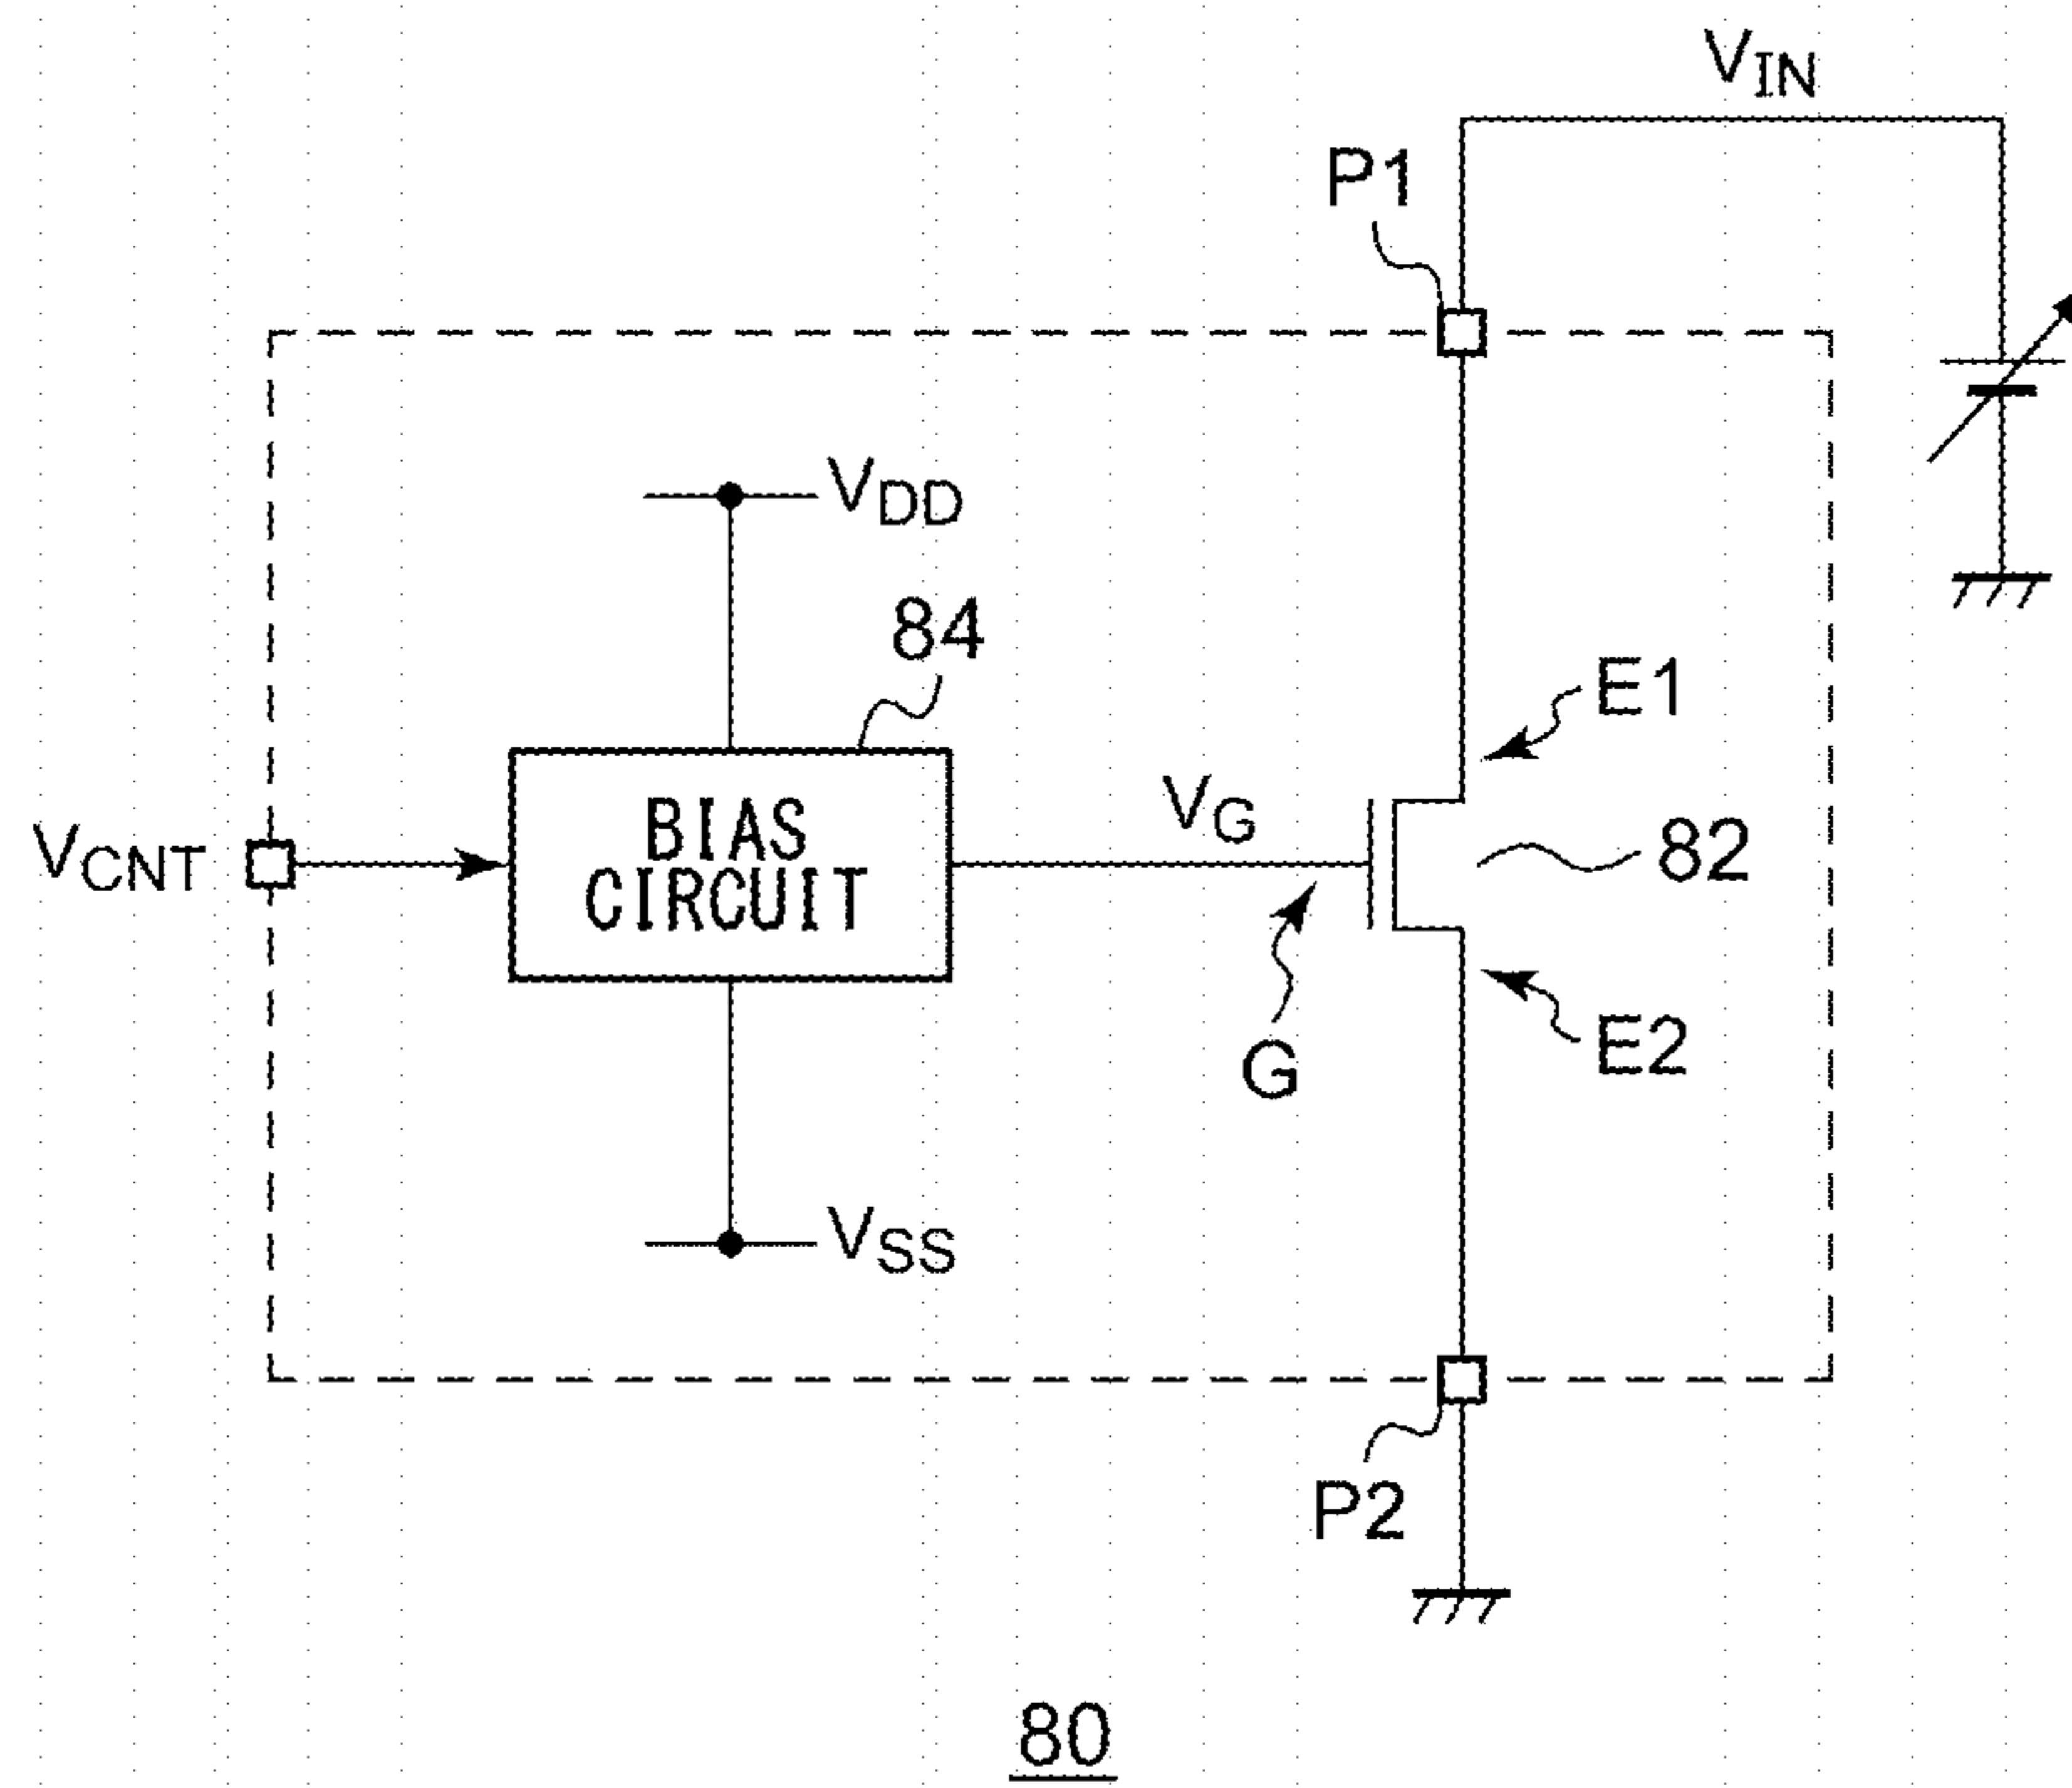 VIN
P1
VDD
84
E1
VG
BIAS
CIRCUIT
82
VCNT
G
E2
VSS
P2
80